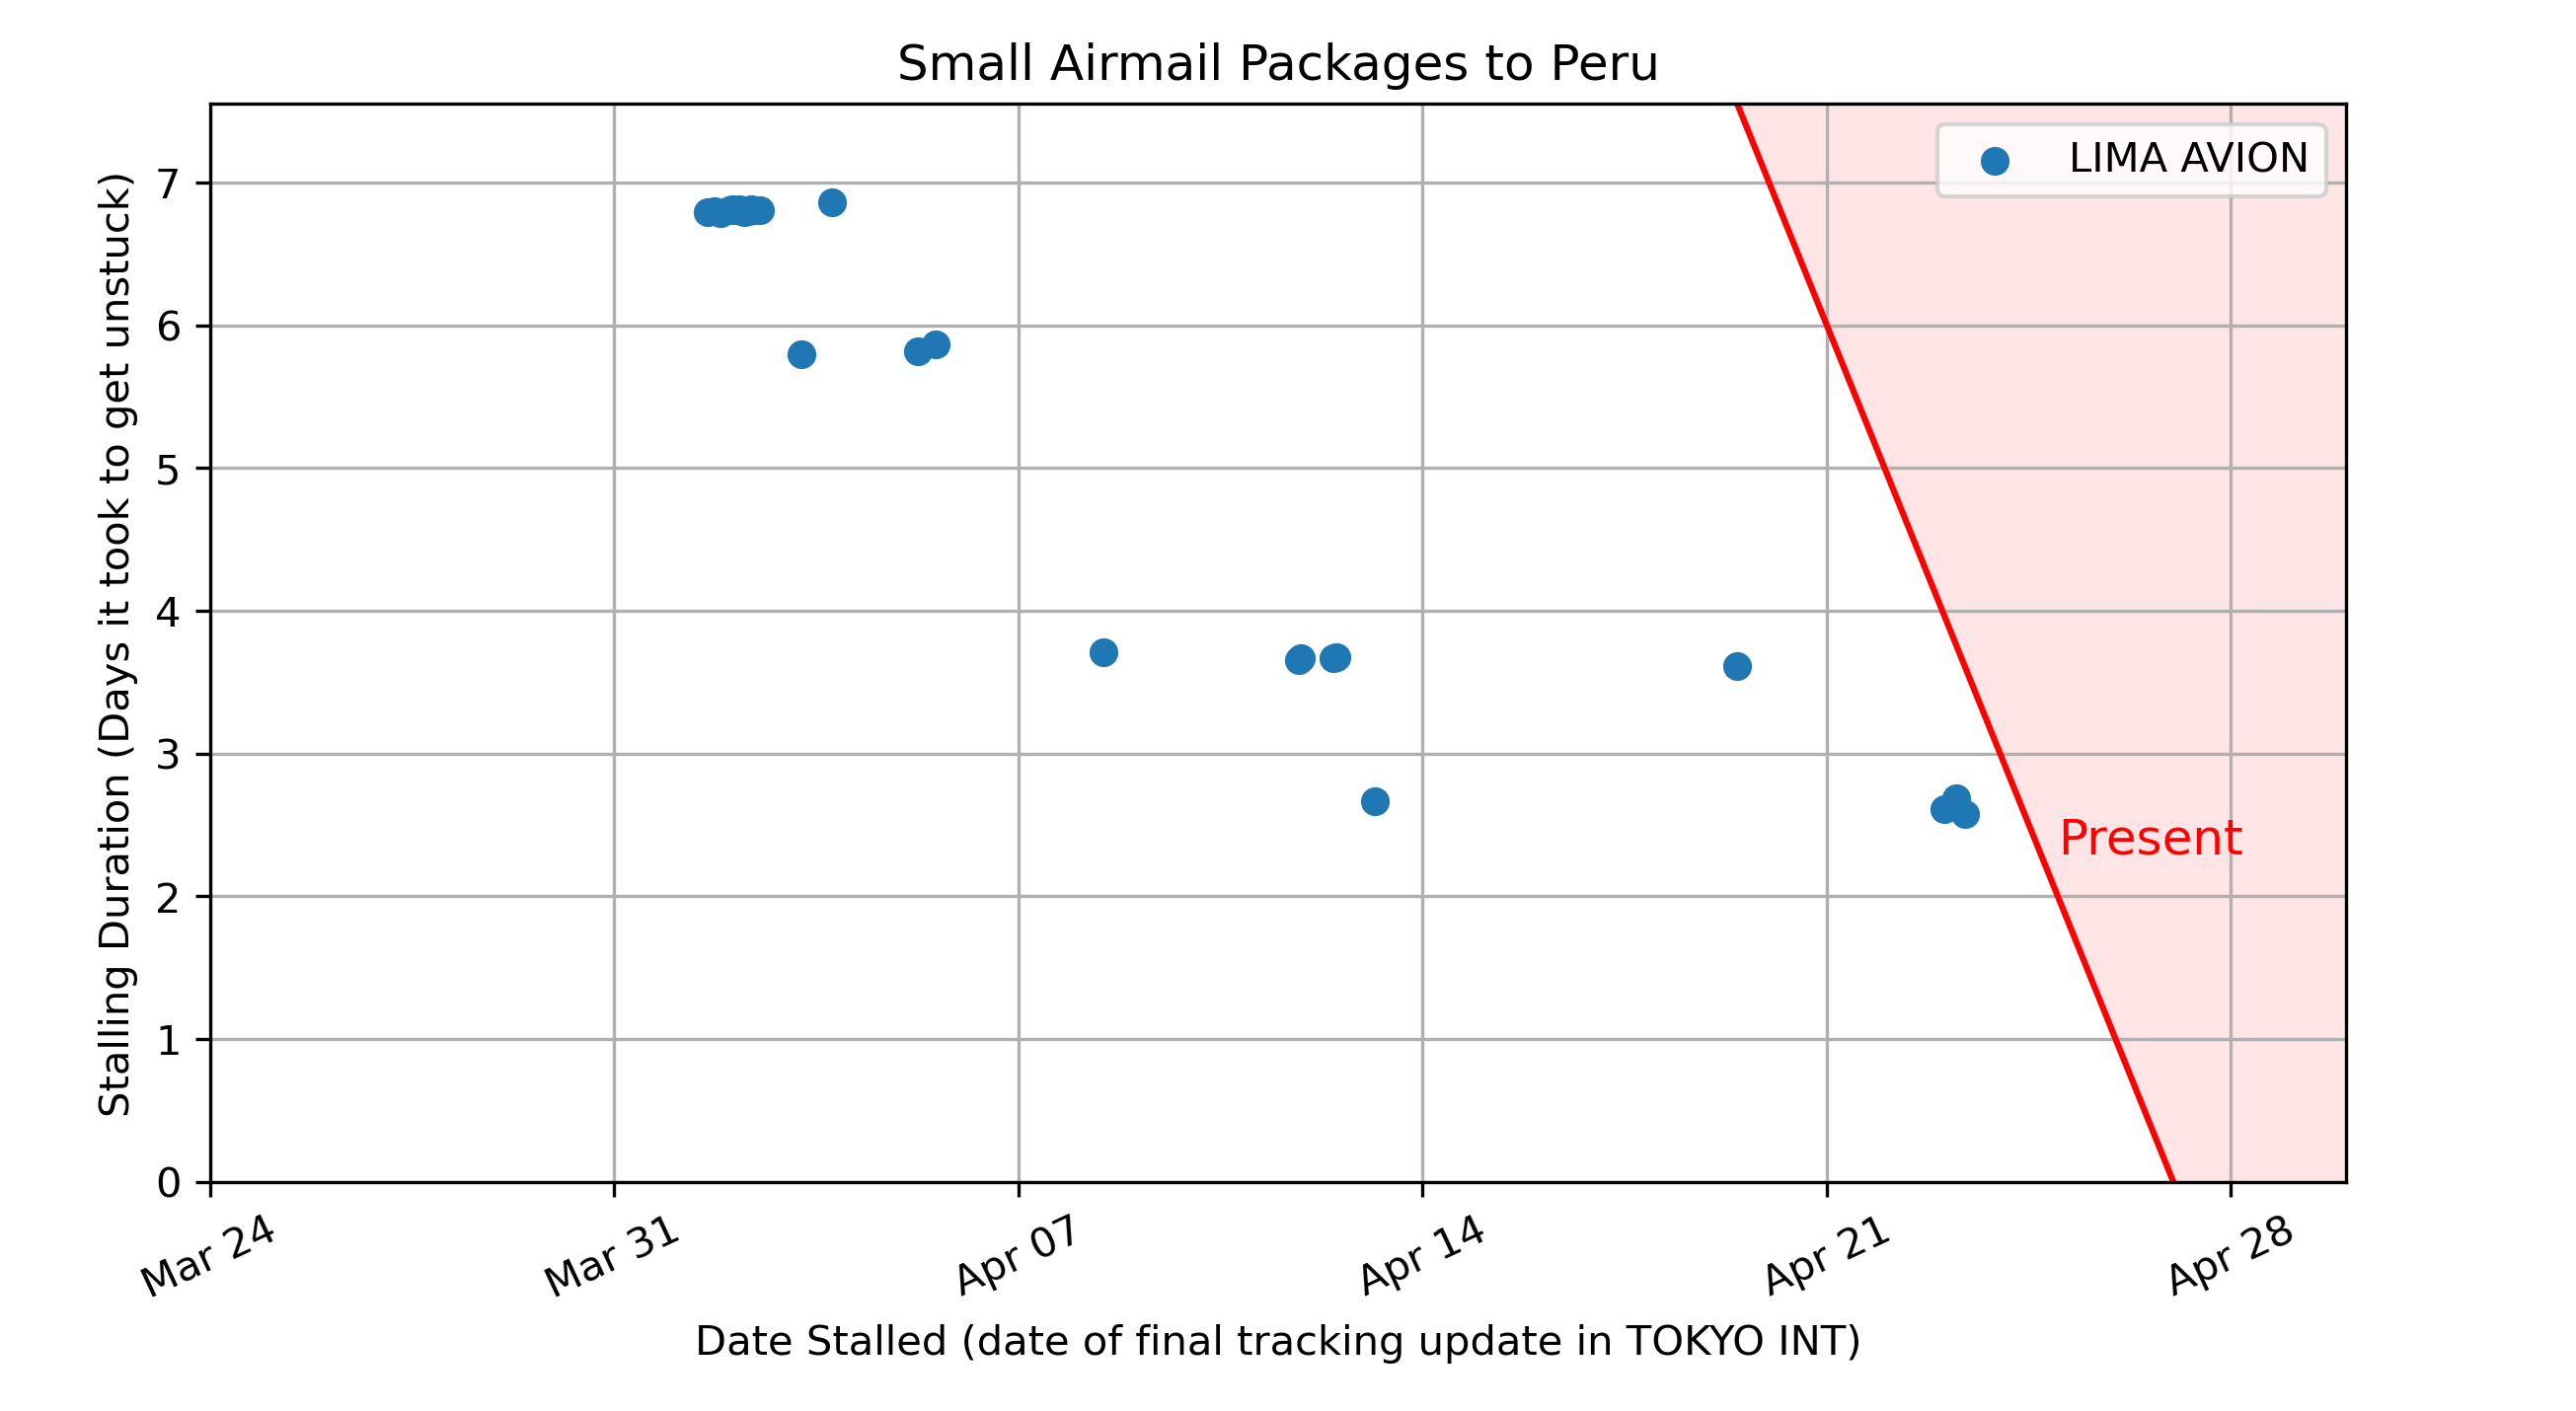 Small Airmail Packages to Peru
LIMA AVION
Stalling Duration (Days it took to get unstuck)
7
6
5
4
3
2
1
0
Present
Mar 24
Mar 31
Apr 07
Apr 14
Apr 21
Apr 28
Date Stalled (date of final tracking update in TOKYO INT)